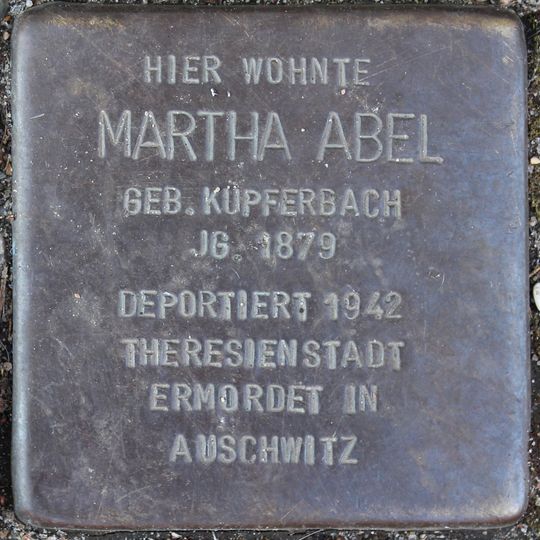 HIER WOHNTE
MARTHA ABEL
GEB. KUPFERBACH
JG. 1879
DEPORTIERT 1942
THERESIENSTADT
ERMORDET IN
AUSCHWITZ